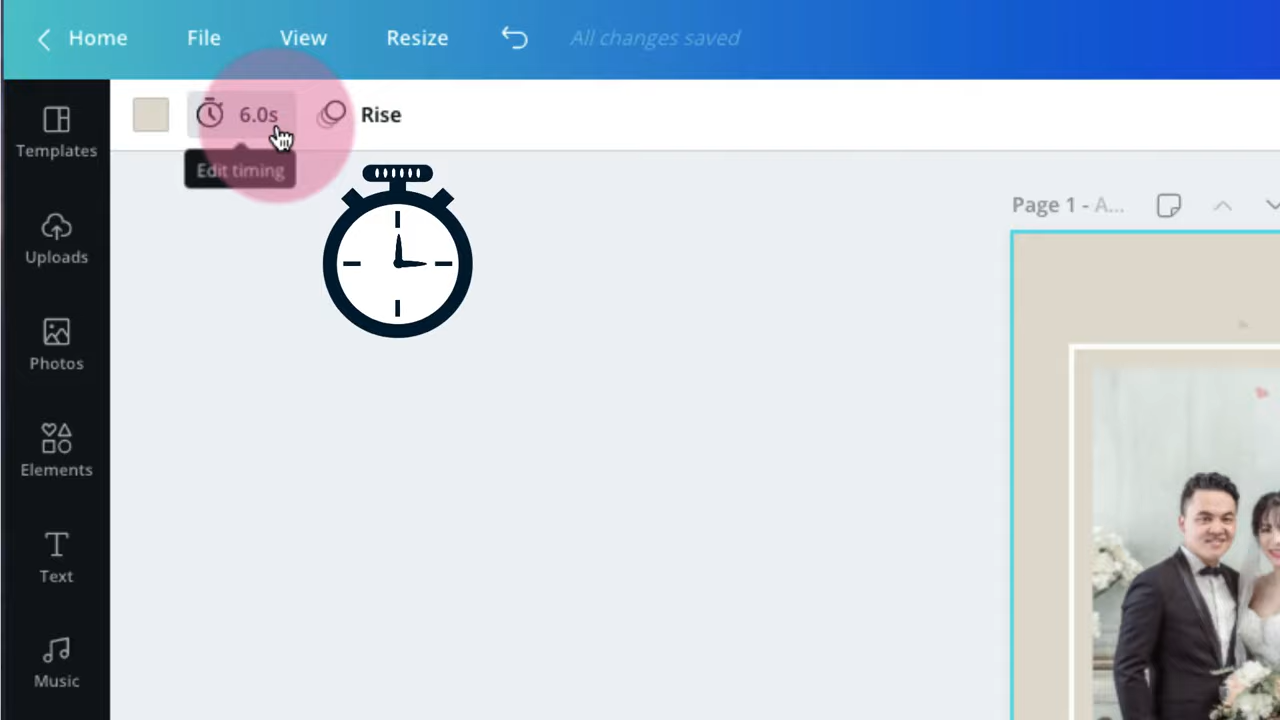 Home File View Resize All changes saved
6.0s Rise
Edit timing
Templates
Uploads
Photos
Elements
Text
Music
Page 1 - A...